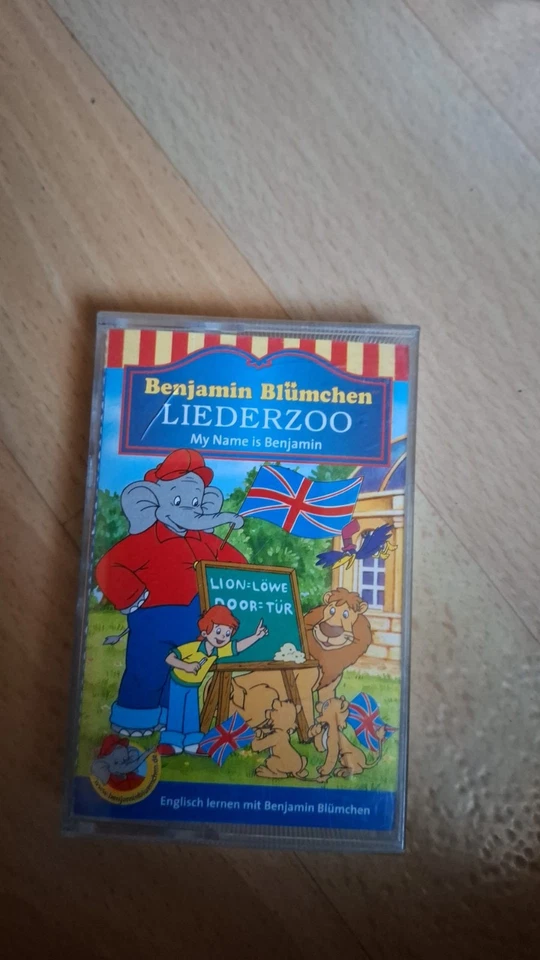 Benjamin Blümchen
LIEDERZOO
My Name is Benjamin
LION=LÖWE
DOOR=TÜR
Englisch lernen mit Benjamin Blümchen